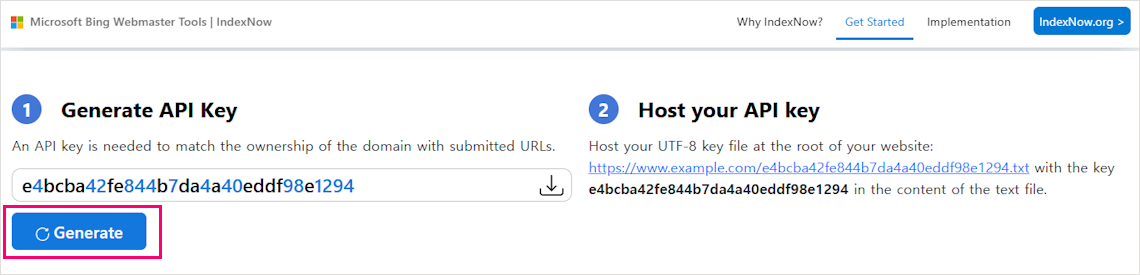 Microsoft Bing Webmaster Tools | IndexNow
Why IndexNow?
Get Started
Implementation
IndexNow.org >
1 Generate API Key
An API key is needed to match the ownership of the domain with submitted URLs.
e4bcba42fe844b7da4a40eddf98e1294
Generate
2 Host your API key
Host your UTF-8 key file at the root of your website:
https://www.example.com/e4bcba42fe844b7da4a40eddf98e1294.txt with the key
e4bcba42fe844b7da4a40eddf98e1294 in the content of the text file.